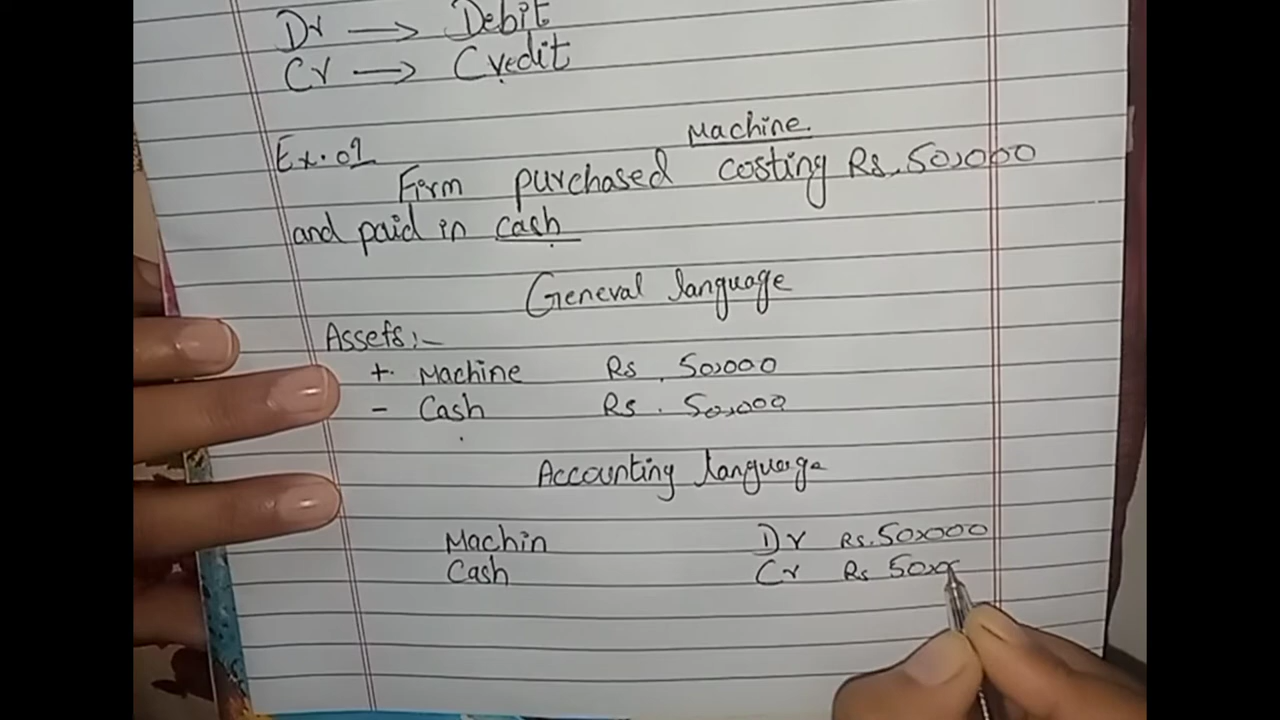 Dr → Debit
Cr → Credit
Ex. 01
Machine.
Firm purchased costing Rs. 50,000
and paid in cash
General language
Assets:-
+ Machine Rs. 50,000
- Cash Rs. 50,000
Accounting language
Machin Dr Rs. 50,000
Cash Cr Rs